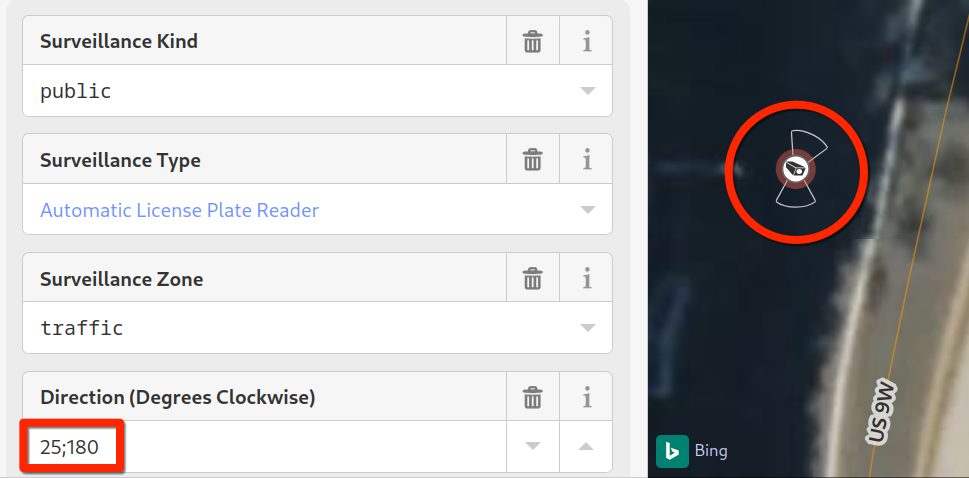 Surveillance Kind
public
Surveillance Type
Automatic License Plate Reader
Surveillance Zone
traffic
Direction (Degrees Clockwise)
25;180
US 9W
Bing